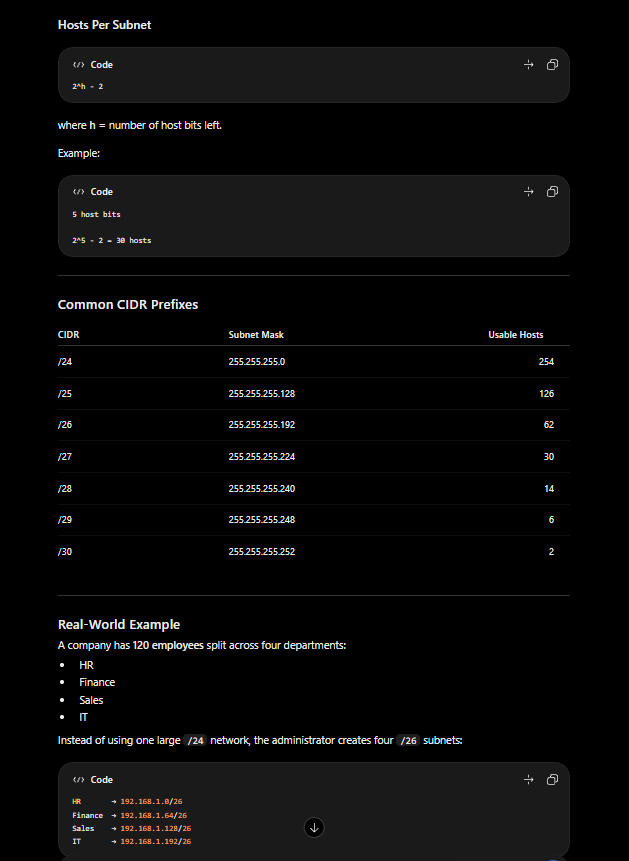 Hosts Per Subnet
Code
2^h - 2
where h = number of host bits left.
Example:
Code
5 host bits
2^5 - 2 = 30 hosts
Common CIDR Prefixes
CIDR Subnet Mask Usable Hosts
/24 255.255.255.0 254
/25 255.255.255.128 126
/26 255.255.255.192 62
/27 255.255.255.224 30
/28 255.255.255.240 14
/29 255.255.255.248 6
/30 255.255.255.252 2
Real-World Example
A company has 120 employees split across four departments:
• HR
• Finance
• Sales
• IT
Instead of using one large /24 network, the administrator creates four /26 subnets:
Code
HR → 192.168.1.0/26
Finance → 192.168.1.64/26
Sales → 192.168.1.128/26
IT → 192.168.1.192/26